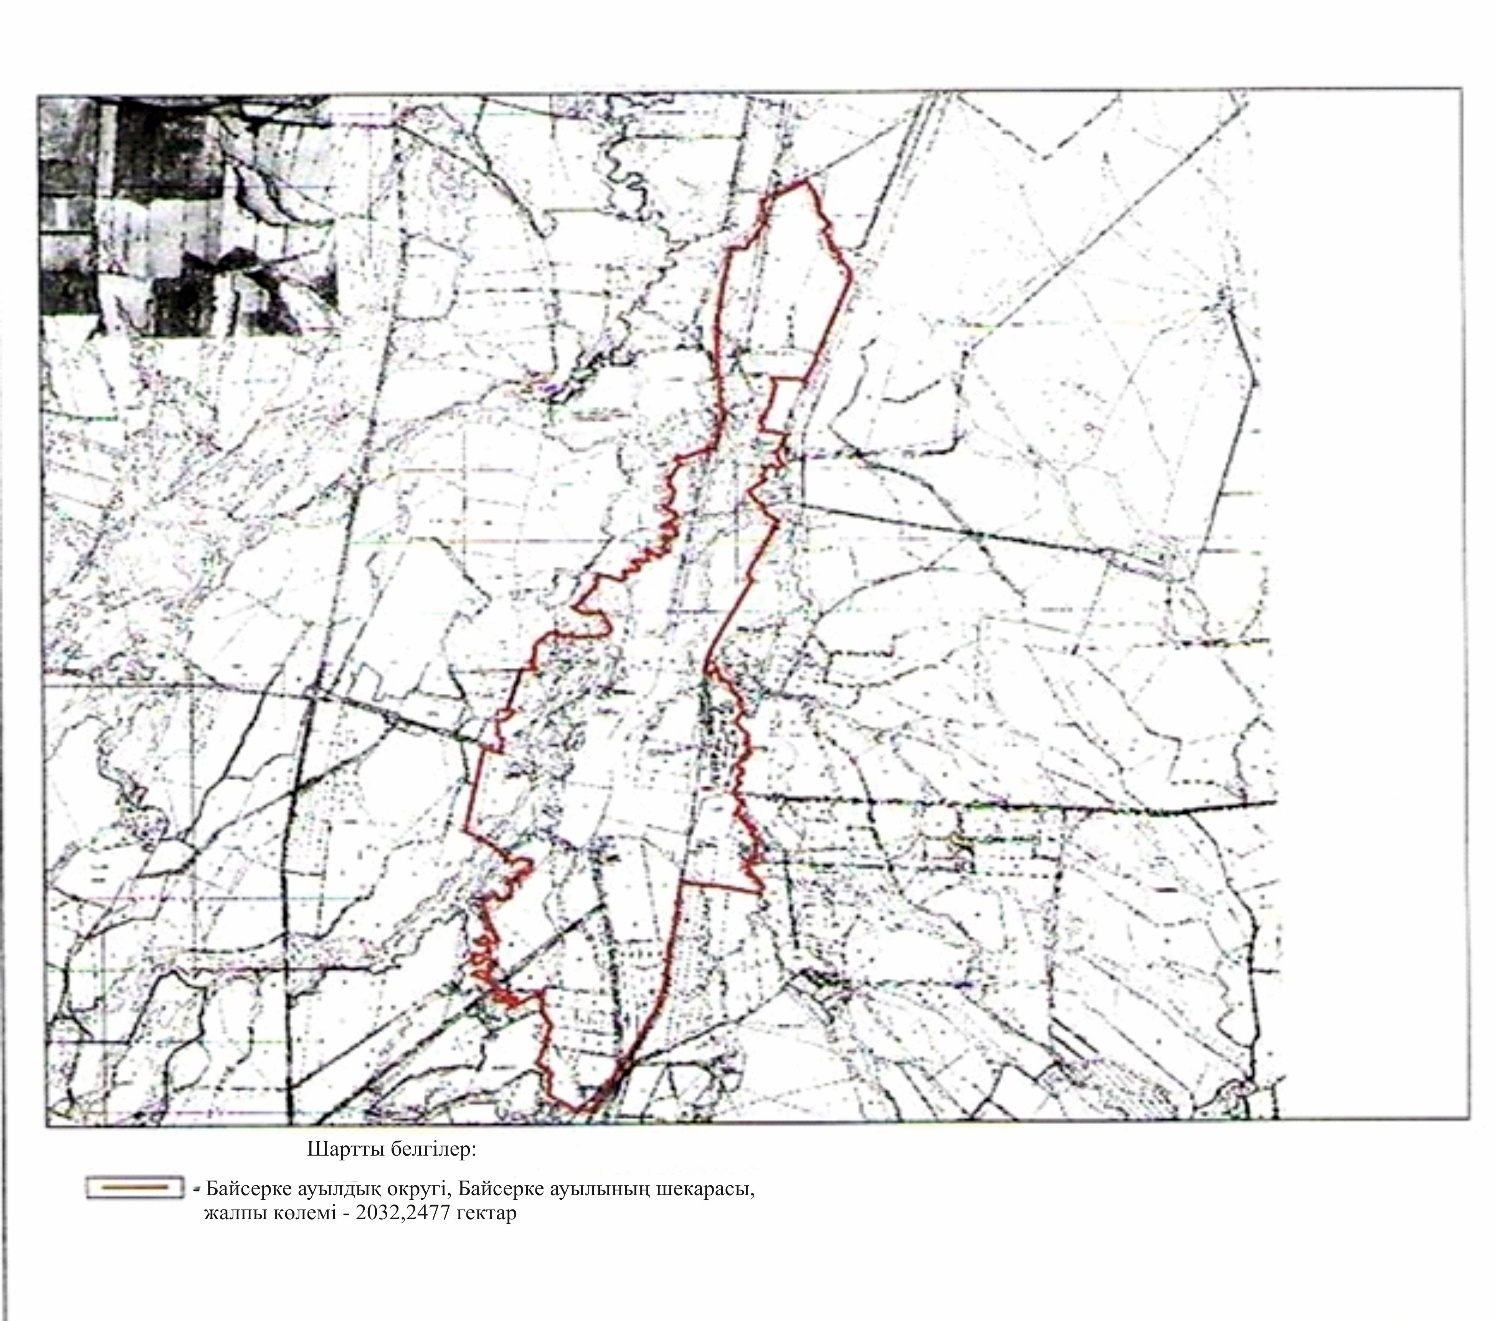 Шартты белгілер:
- Байсерке ауылдық округі, Байсерке ауылының шекарасы,
жалпы көлемі - 2032,2477 гектар